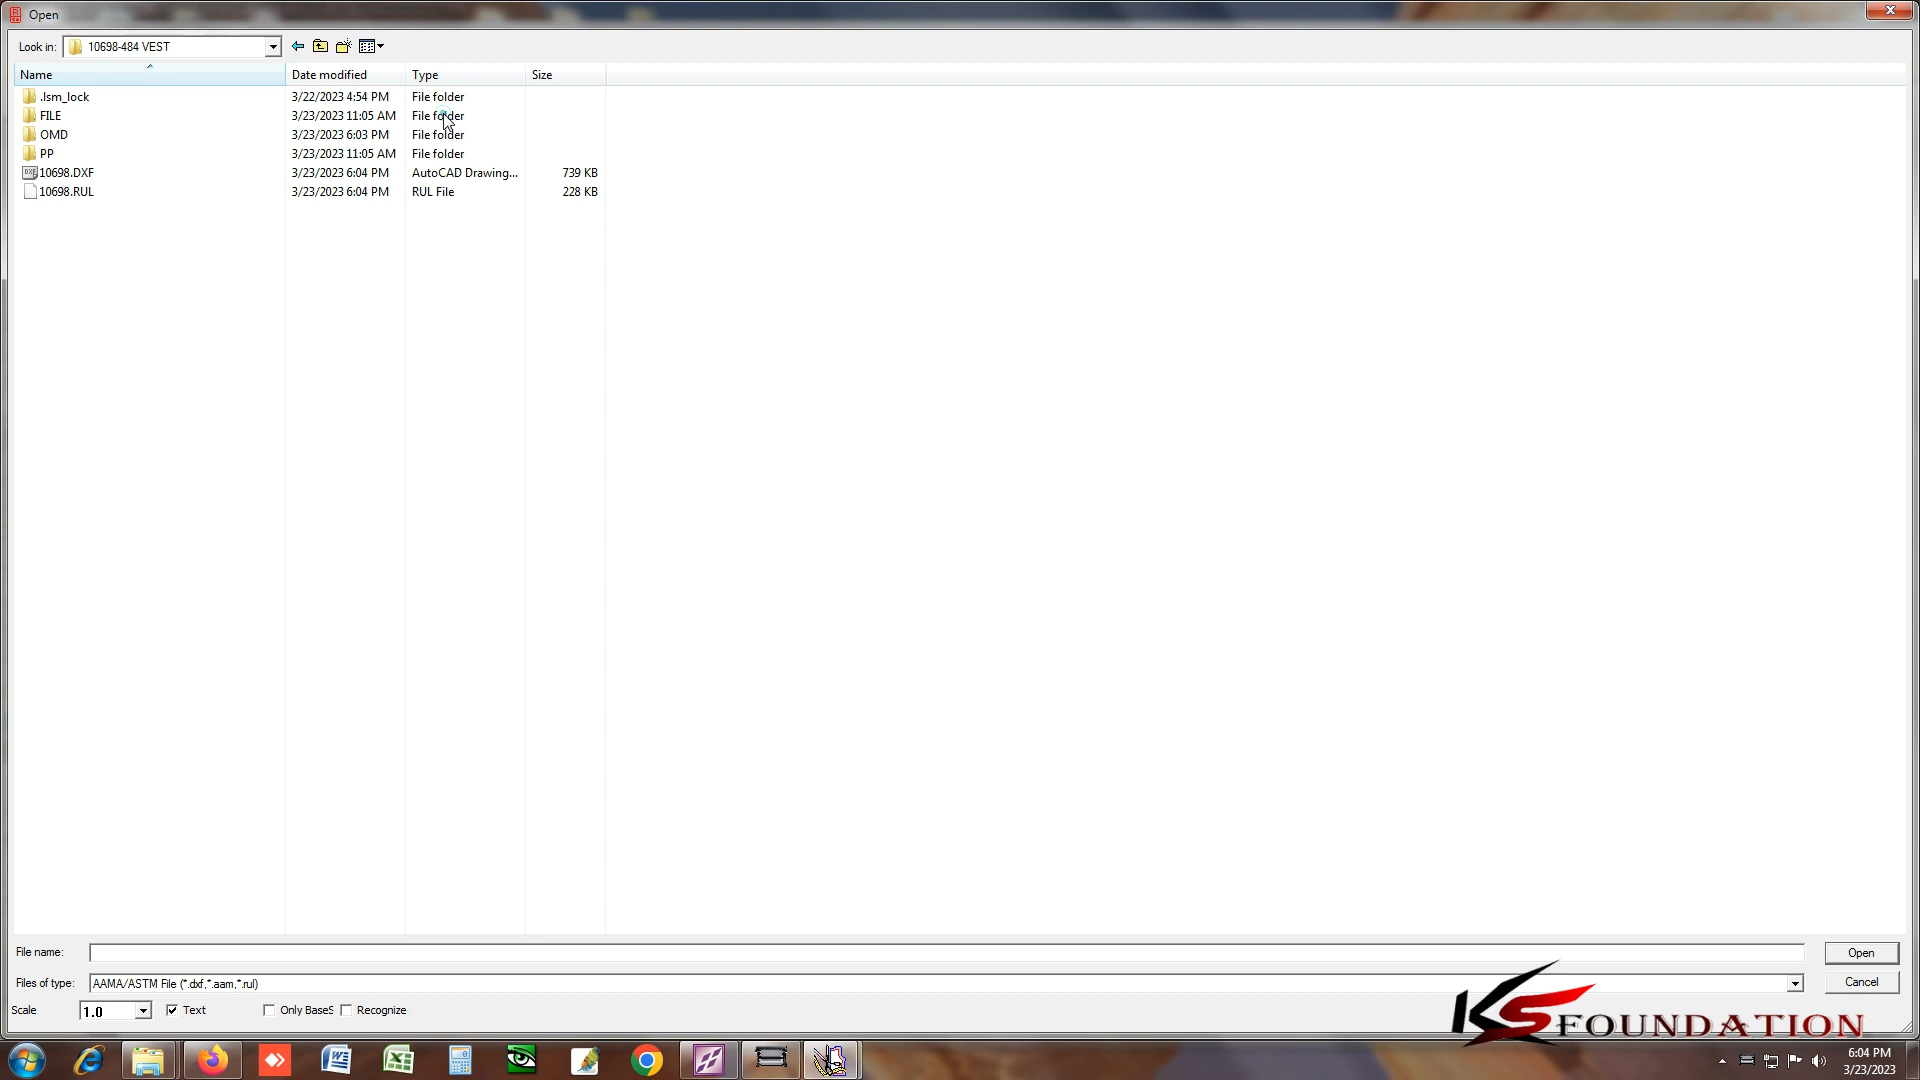 Open
Look in: 10698-484 VEST
Name Date modified Type Size
.lsm_lock 3/22/2023 4:54 PM File folder
FILE 3/23/2023 11:05 AM File folder
OMD 3/23/2023 6:03 PM File folder
PP 3/23/2023 11:05 AM File folder
10698.DXF 3/23/2023 6:04 PM AutoCAD Drawing... 739 KB
10698.RUL 3/23/2023 6:04 PM RUL File 228 KB
File name: Open
Files of type: AAMA/ASTM File (*.dxf,*.aam,*.rul) Cancel
Scale 1.0 Text Only BaseS Recognize
KS FOUNDATION
6:04 PM
3/23/2023